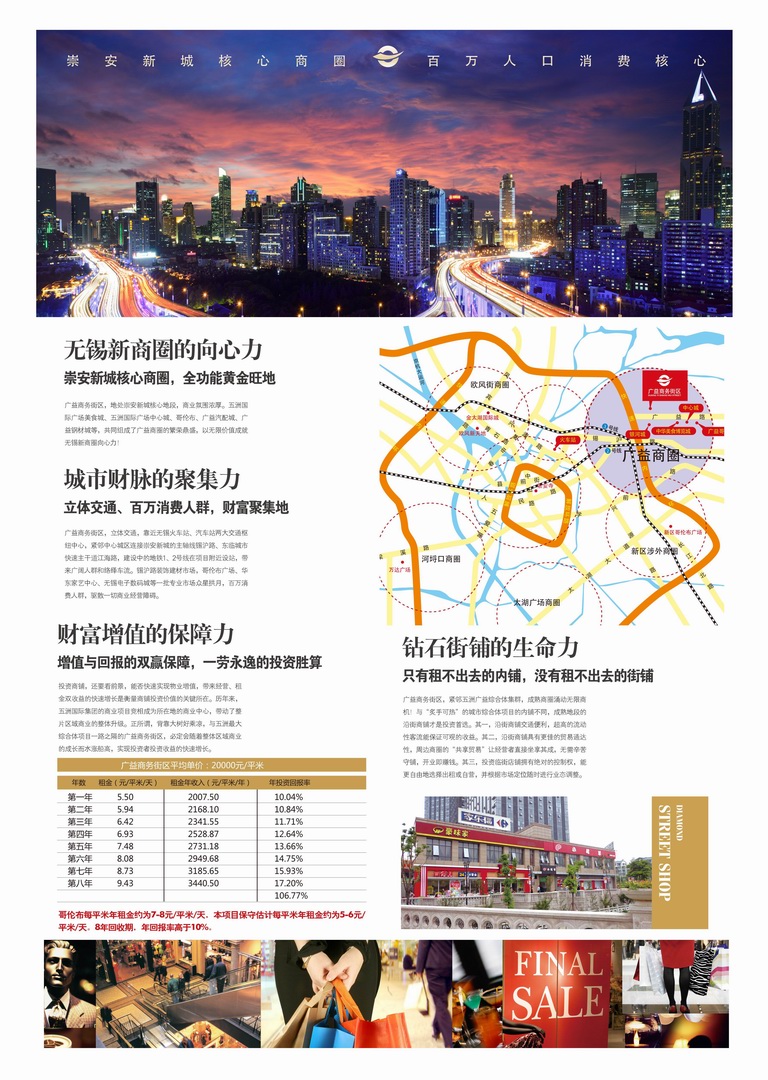 崇安新城核心商圈 百万人口消费核心
无锡新商圈的向心力
崇安新城核心商圈，全功能黄金旺地
广益商务街区，地处崇安新城核心地段，商业氛围浓厚。五洲国
际广场美食城、五洲国际广场中心城、哥伦布、广益汽配城、广
益钢材城等，共同组成了广益商圈的繁荣鼎盛，以无限价值成就
无锡新商圈向心力！
城市财脉的聚集力
立体交通、百万消费人群，财富聚集地
广益商务街区，立体交通，靠近无锡火车站、汽车站两大交通枢
纽中心，紧邻中心城区连接崇安新城的主轴线锡沪路、东临城市
快速主干道江海路，建设中的地铁1、2号线在项目附近设站，带
来广阔人群和络绎车流。锡沪路装饰建材市场，哥伦布广场、华
东家艺中心、无锡电子数码城等一批专业市场众星拱月，百万消
费人群，驱散一切商业经营障碍。
欧风街商圈
金太湖国际城
欧风新天地
火车站
广益商务街区
中心城
银河城
中华美食博览城
广益哥
1号线
2号线
广益商圈
河埒口商圈
万达广场
新区哥伦布广场
新区涉外商圈
太湖广场商圈
财富增值的保障力
增值与回报的双赢保障，一劳永逸的投资胜算
投资商铺，还要看前景，能否快速实现物业增值，带来经营、租
金双收益的快速增长是衡量商铺投资价值的关键所在。历年来，
五洲国际集团的商业项目竞相成为所在地的商业中心，带动了整
片区域商业的整体升级。正所谓，背靠大树好乘凉，与五洲最大
综合体项目一路之隔的广益商务街区，必定会随着整体区域商业
的成长而水涨船高，实现投资者投资收益的快速增长。
广益商务街区平均单价：20000元/平米
年数 租金（元/平米/天） 租金年收入（元/平米/年） 年投资回报率
第一年 5.50 2007.50 10.04%
第二年 5.94 2168.10 10.84%
第三年 6.42 2341.55 11.71%
第四年 6.93 2528.87 12.64%
第五年 7.48 2731.18 13.66%
第六年 8.08 2949.68 14.75%
第七年 8.73 3185.65 15.93%
第八年 9.43 3440.50 17.20%
106.77%
哥伦布每平米年租金约为7-8元/平米/天，本项目保守估计每平米年租金约为5-6元/
平米/天，8年回收期，年回报率高于10%。
钻石街铺的生命力
只有租不出去的内铺，没有租不出去的街铺
广益商务街区，紧邻五洲广益综合体集群，成熟商圈涌动无限商
机！与“炙手可热”的城市综合体项目的内铺不同，成熟地段的
沿街商铺才是投资首选。其一，沿街商铺交通便利，超高的流动
性客流能保证可观的收益。其二，沿街商铺具有更强的贸易通达
性。周边商圈的“共享贸易”让经营者直接坐享其成，无需辛苦
守铺，开业即赚钱。其三，投资临街店铺拥有绝对的控制权，能
更自由地选择出租或自营，并根据市场定位随时进行业态调整。
DIAMOND
STREET SHOP
FINAL
SALE